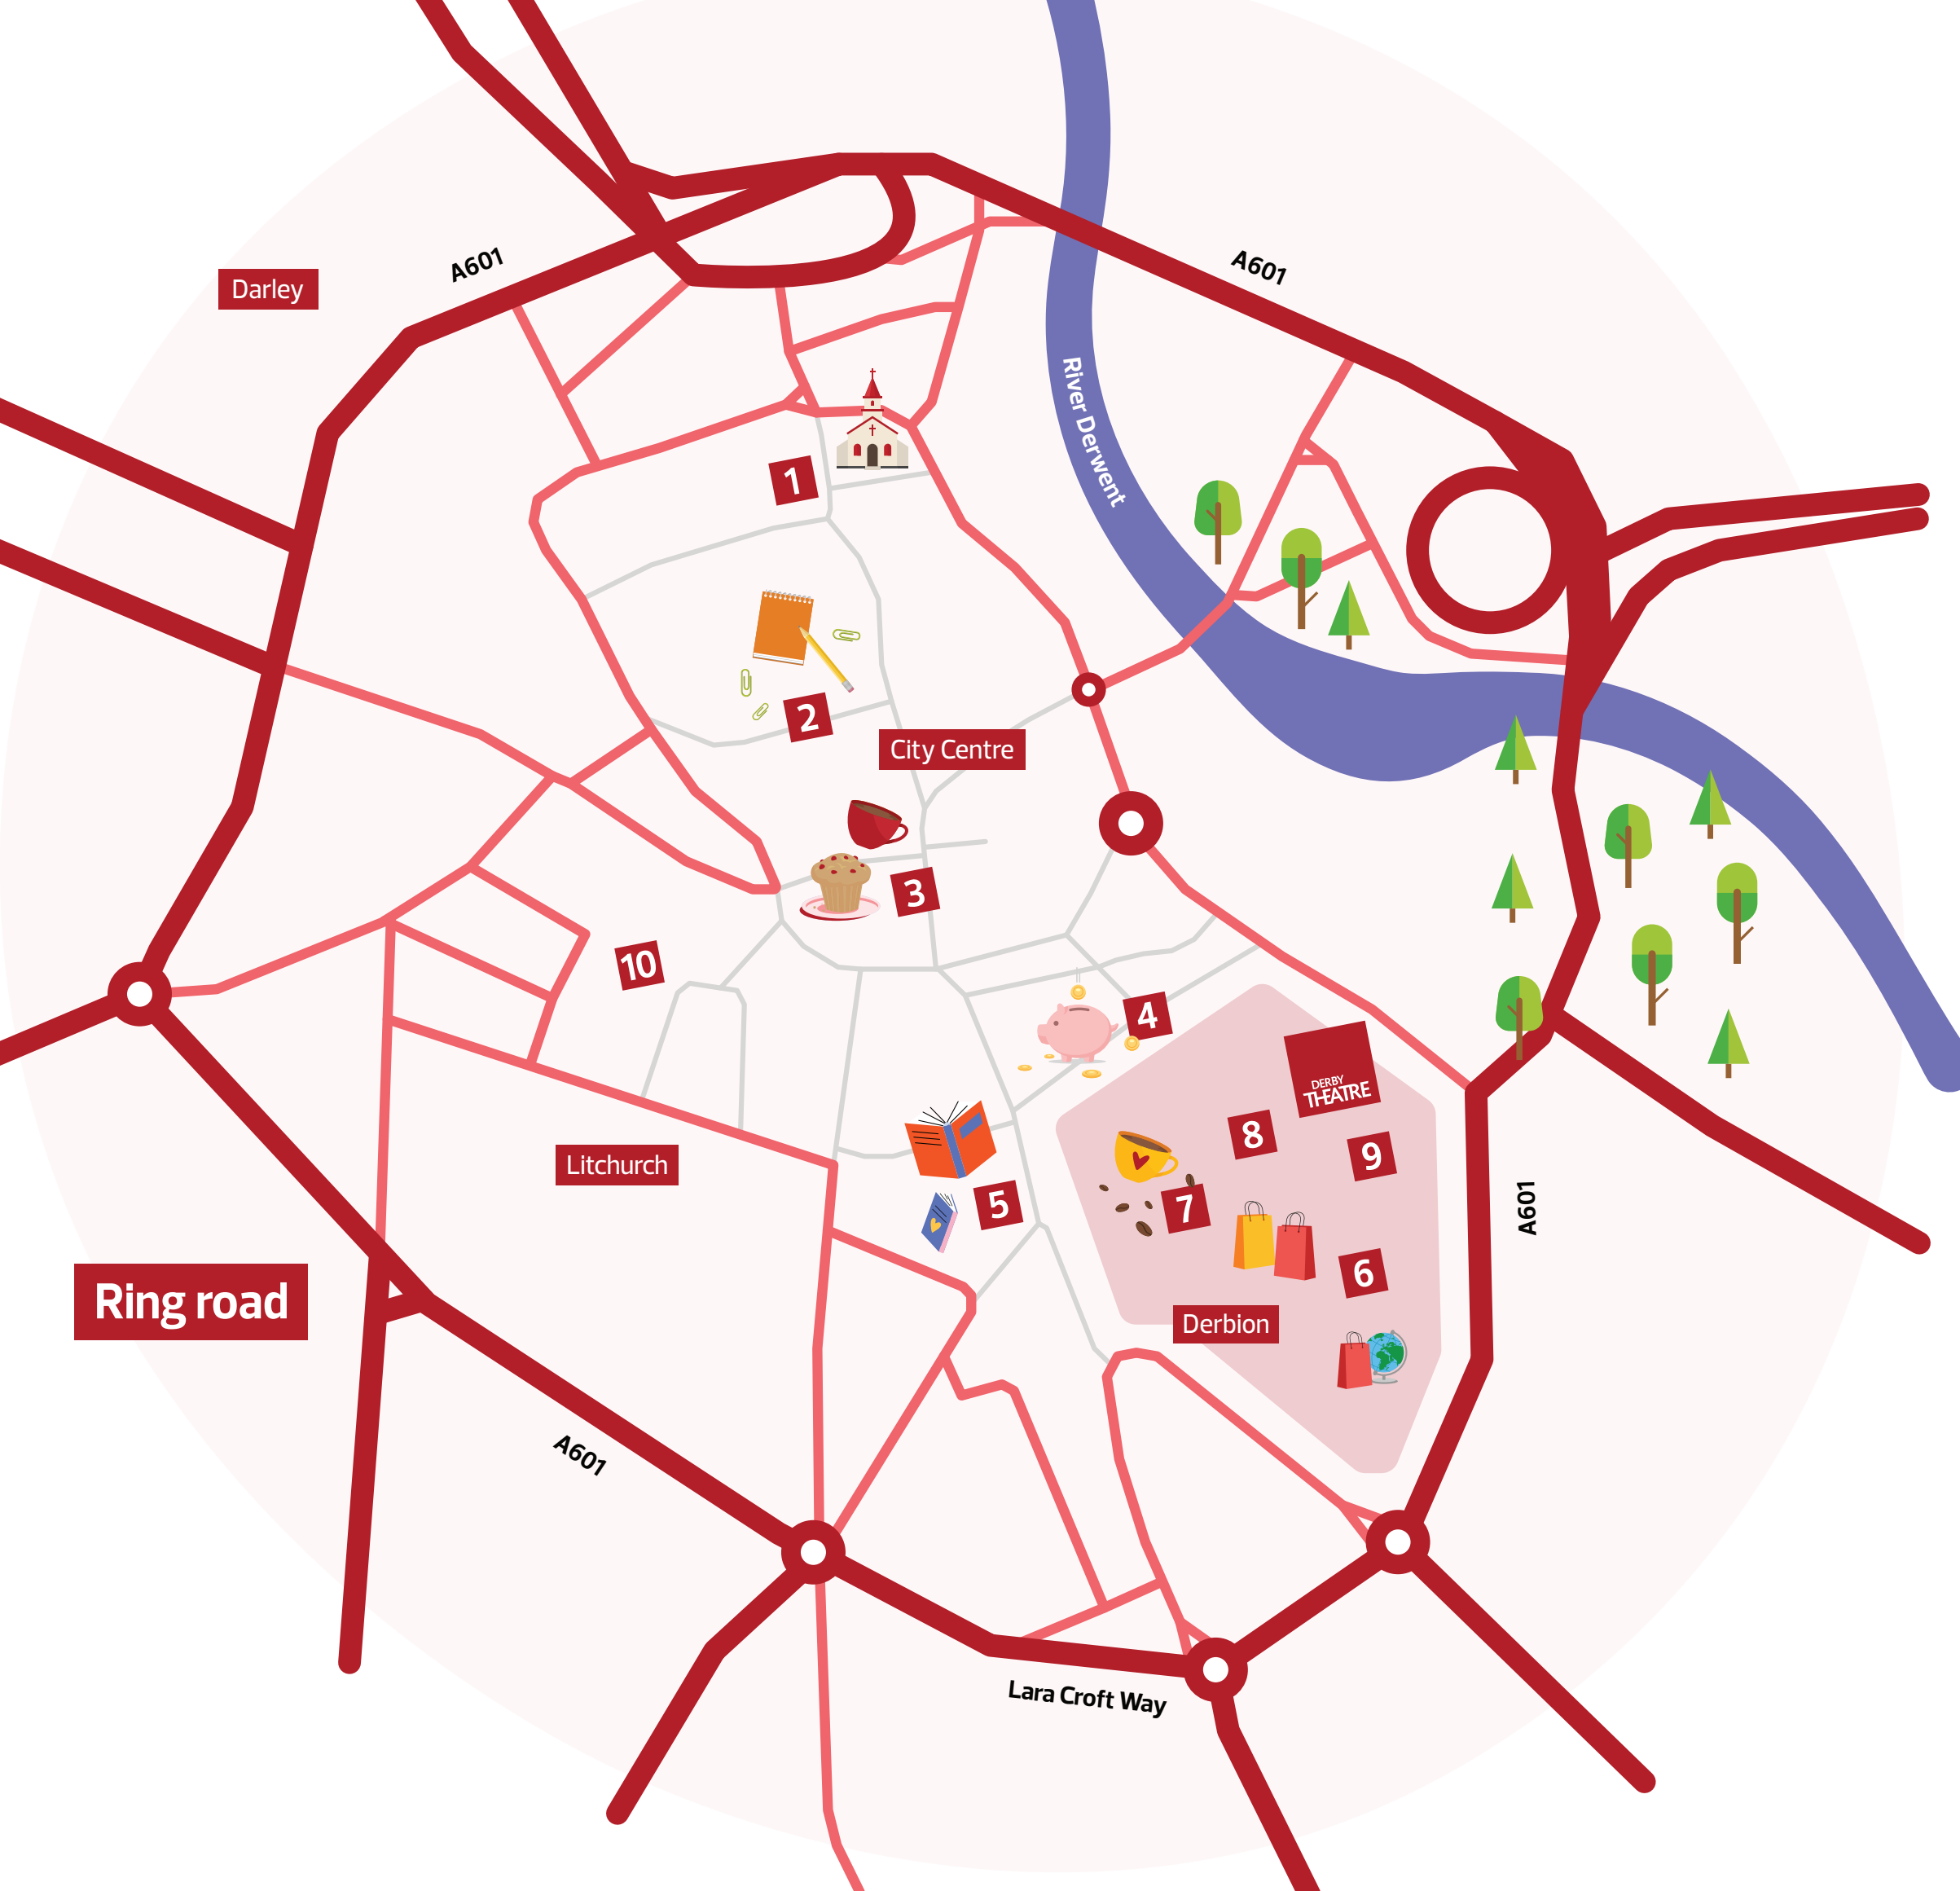 A601
A601
Darley
River Derwent
1
2
City Centre
3
10
4
DERBY
THEATRE
8
9
Litchurch
7
5
A601
6
Ring road
Derbion
A601
Lara Croft Way